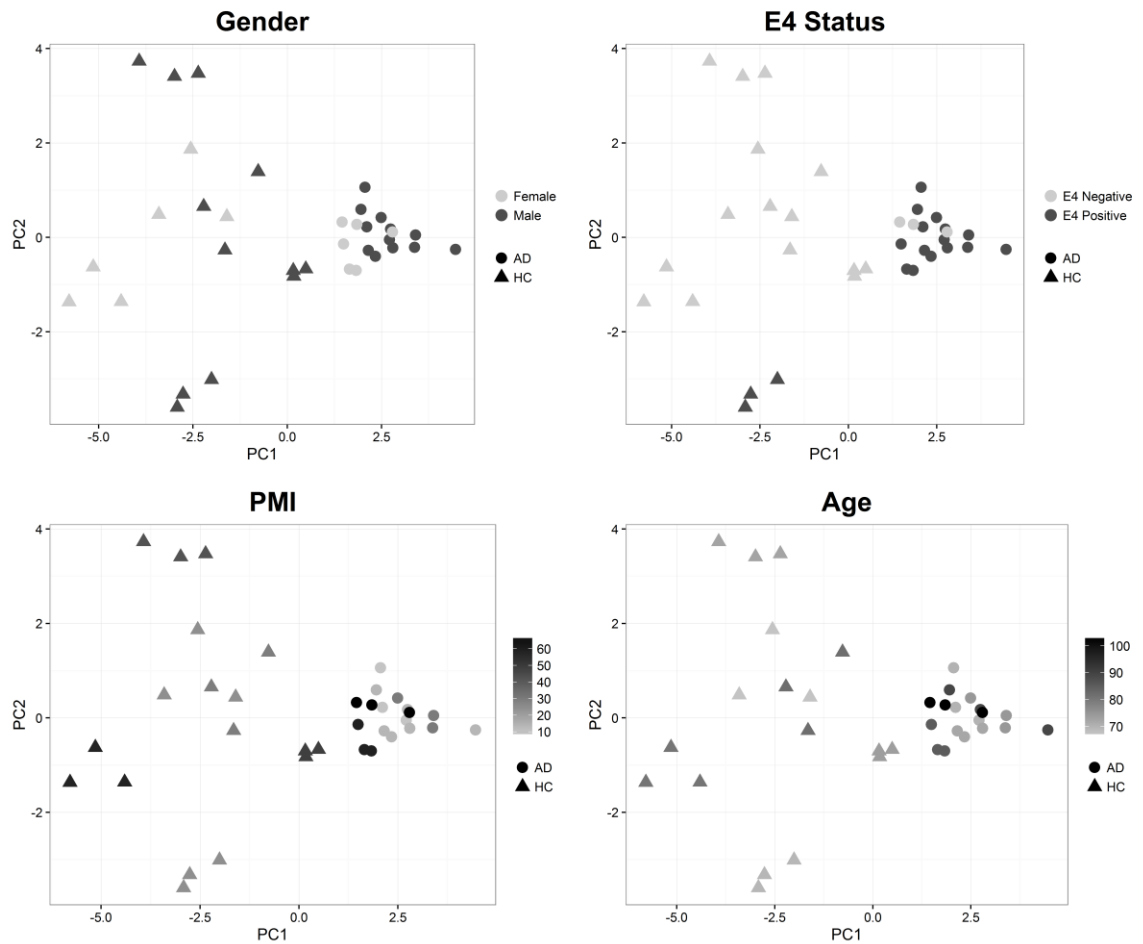 Gender
4
2
0
-2
PC2
-5.0
-2.5
0.0
2.5
PC1
Female
Male
AD
HC
E4 Status
4
2
0
-2
PC2
-5.0
-2.5
0.0
2.5
PC1
E4 Negative
E4 Positive
AD
HC
PMI
4
2
0
-2
PC2
-5.0
-2.5
0.0
2.5
PC1
60
50
40
30
20
10
AD
HC
Age
4
2
0
-2
PC2
-5.0
-2.5
0.0
2.5
PC1
100
90
80
70
AD
HC